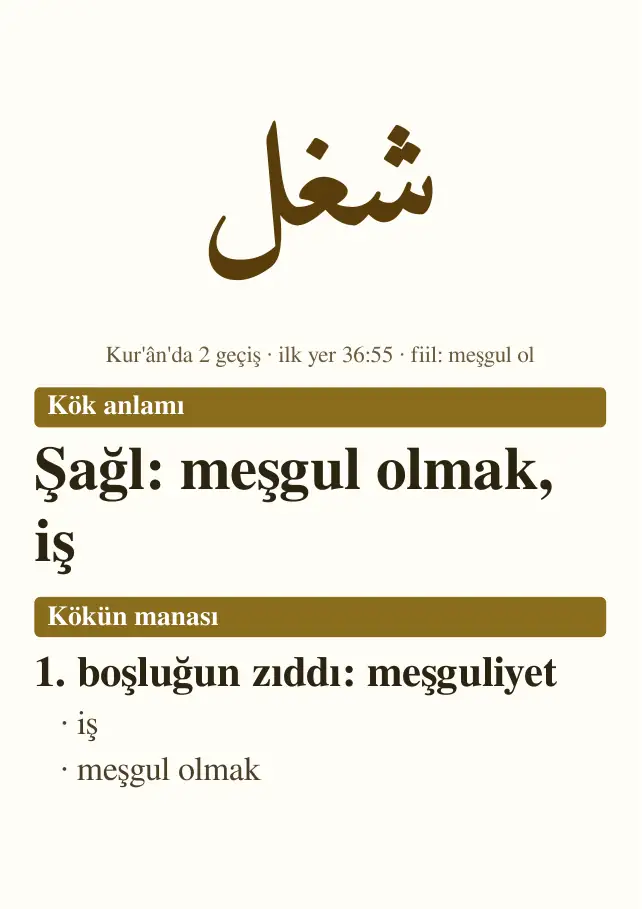 شغل
Kur'ân'da 2 geçiş · ilk yer 36:55 · fiil: meşgul ol
Kök anlamı
Şağl: meşgul olmak,
iş
Kökün manası
1. boşluğun zıddı: meşguliyet
· iş
· meşgul olmak